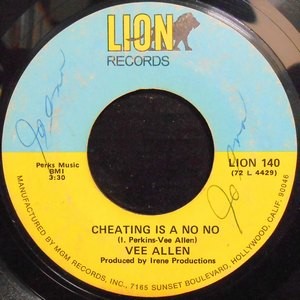 LION
RECORDS
Perks Music
BMI
3:30
LION 140
(72 L 4429)
CHEATING IS A NO NO
(I. Perkins-Vee Allen)
VEE ALLEN
Produced by Irene Productions
MANUFACTURED BY MGM RECORDS, INC., 7165 SUNSET BOULEVARD, HOLLYWOOD, CALIF. 90046